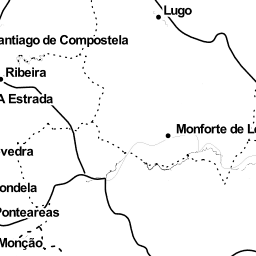 Lugo
antiago de Compostela
Ribeira
A Estrada
Monforte de Le
vedra
ondela
Ponteareas
Monção